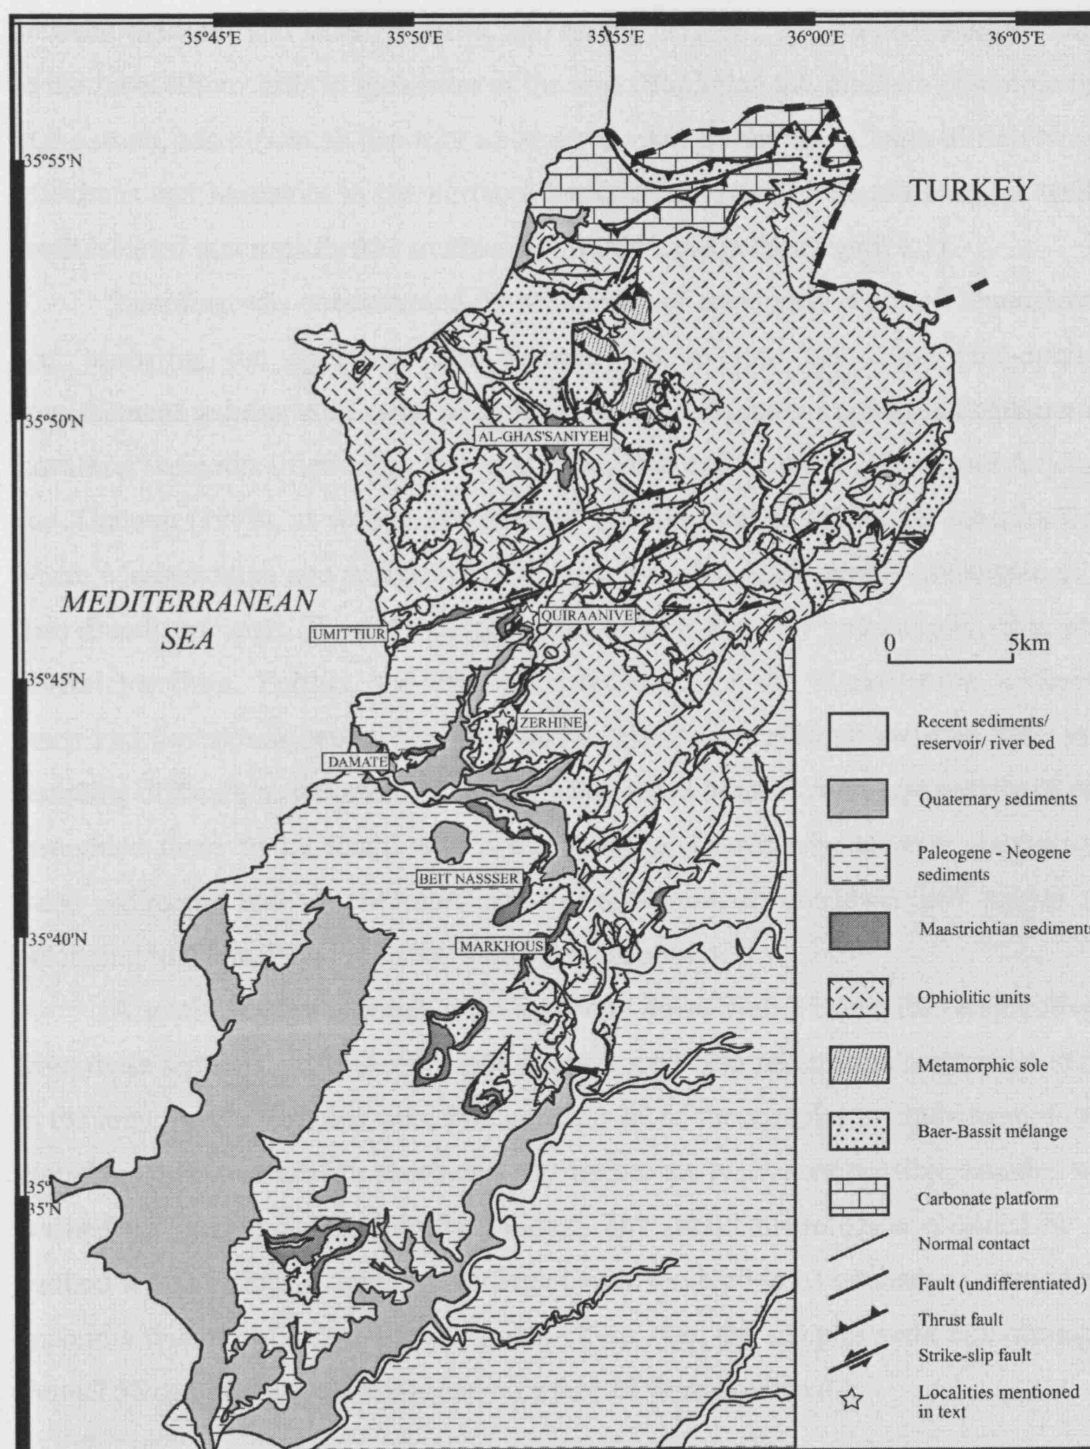 35°45'E 35°50'E 35°55'E 36°00'E 36°05'E
35°55'N
TURKEY
35°50'N
AL-GHAS'SANIYEH
MEDITERRANEAN
SEA
QUIRAANIVE
UMIT'TIUR
0 5km
35°45'N
ZERHINE
DAMATE
BEIT NASSSER
35°40'N
MARKHOUS
35°
35'N
Recent sediments/
reservoir/ river bed
Quaternary sediments
Paleogene - Neogene
sediments
Maastrichtian sediments
Ophiolitic units
Metamorphic sole
Baer-Bassit mélange
Carbonate platform
Normal contact
Fault (undifferentiated)
Thrust fault
Strike-slip fault
Localities mentioned
in text